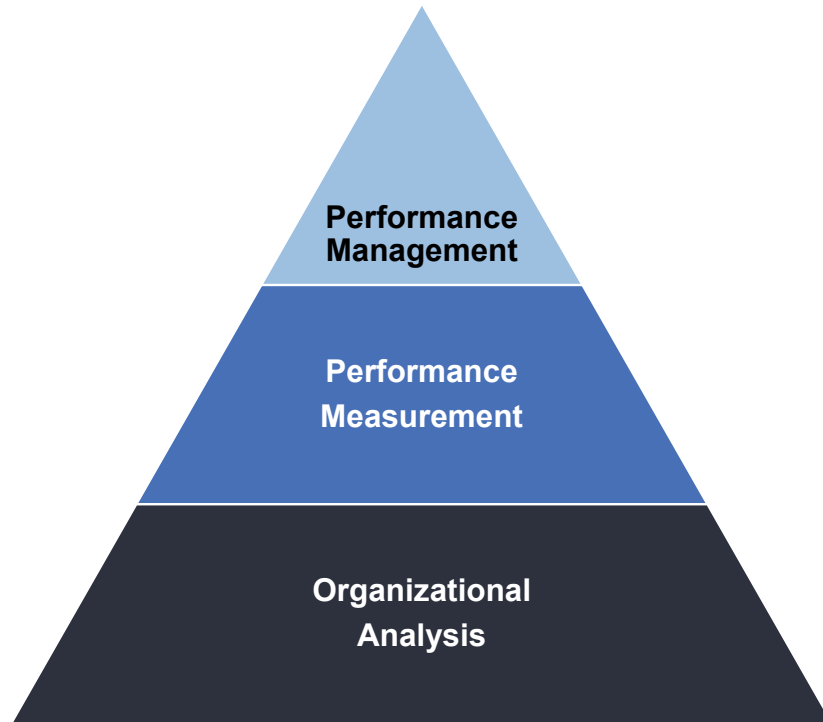 Performance
Management
Performance
Measurement
Organizational
Analysis